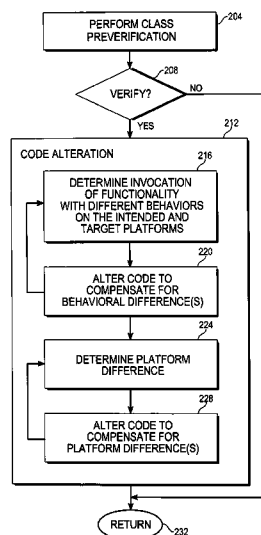 204
PERFORM CLASS
PREVERIFICATION
208
VERIFY?
NO
YES
212
CODE ALTERATION
216
DETERMINE INVOCATION
OF FUNCTIONALITY
WITH DIFFERENT BEHAVIORS
ON THE INTENDED AND
TARGET PLATFORMS
220
ALTER CODE TO
COMPENSATE FOR
BEHAVIORAL DIFFERENCE(S)
224
DETERMINE PLATFORM
DIFFERENCE
228
ALTER CODE TO
COMPENSATE FOR
PLATFORM DIFFERENCE(S)
RETURN
232